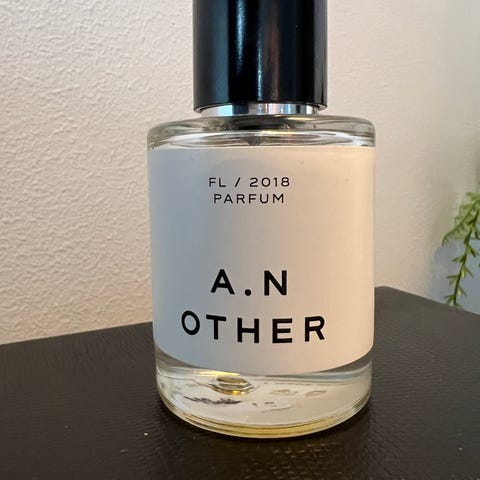 FL / 2018
PARFUM
A.N
OTHER